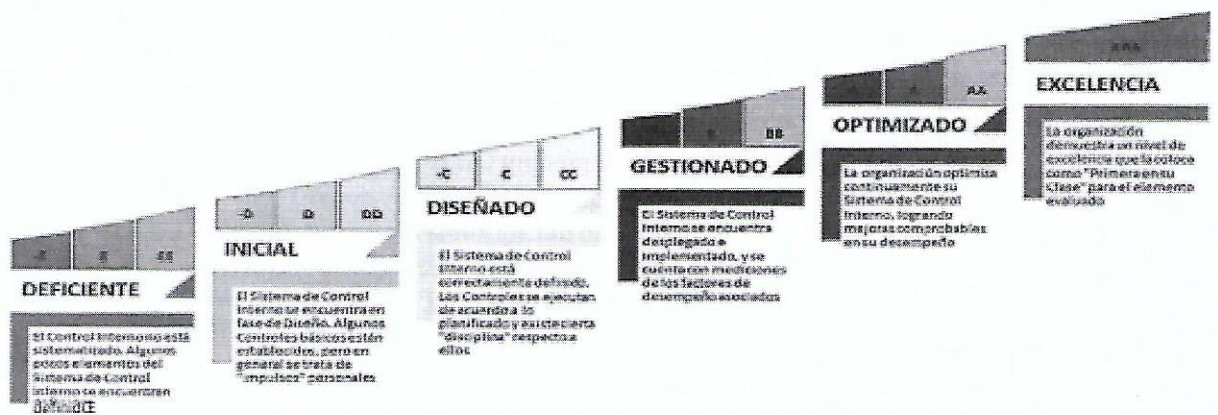 -E E EE
DEFICIENTE
El Control Interno no está
sistematizado. Algunos
pocos elementos del
Sistema de Control
Interno se encuentran
-D D DD
INICIAL
El Sistema de Control
Interno se encuentra en
fase de Diseño. Algunos
Controles básicos están
establecidos, pero en
general se trata de
"impulsos" personales
-C C CC
DISEÑADO
El Sistema de Control
Interno está
correctamente definido.
Los Controles se ejecutan
de acuerdo a lo
planificado y existe cierta
"disciplina" respecto a
ellos
BB
GESTIONADO
El Sistema de Control
Interno se encuentra
desplegado e
implementado, y se
cuenta con mediciones
de los factores de
desempeño asociados
A AA
OPTIMIZADO
La organización optimiza
continuamente su
Sistema de Control
Interno, logrando
mejoras comprobables
en su desempeño
AAA
EXCELENCIA
La organización
demuestra un nivel de
excelencia que la coloca
como "Primera en su
Clase" para el elemento
evaluado